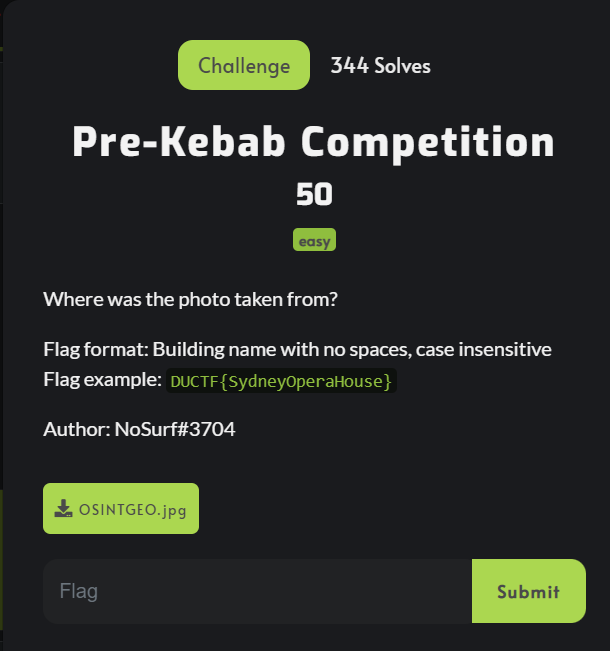 Challenge
344 Solves
Pre-Kebab Competition
50
easy
Where was the photo taken from?
Flag format: Building name with no spaces, case insensitive
Flag example: DUCTF{SydneyOperaHouse}
Author: NoSurf#3704
OSINTGEO.jpg
Flag
Submit